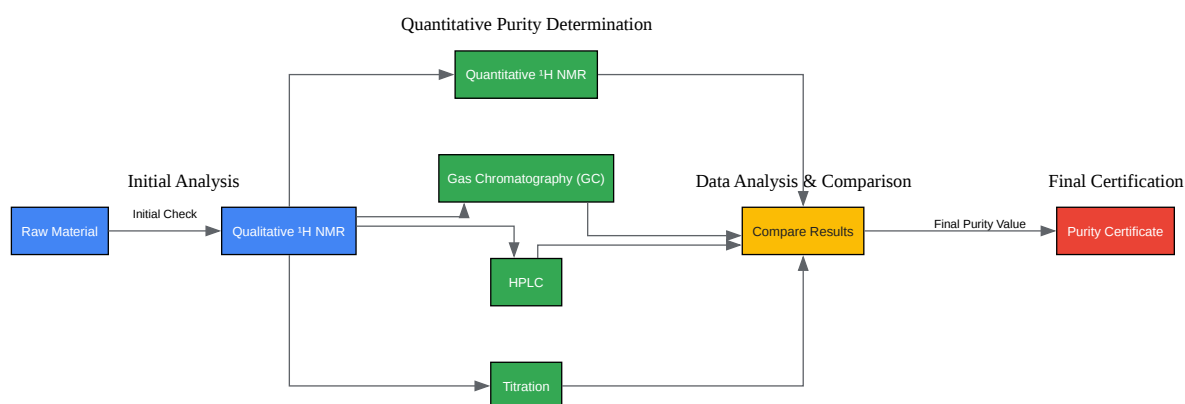 Quantitative Purity Determination
Quantitative ¹H NMR
Gas Chromatography (GC)
Initial Analysis
Data Analysis & Comparison
Final Certification
Initial Check
Final Purity Value
Raw Material
Qualitative ¹H NMR
Compare Results
Purity Certificate
HPLC
Titration